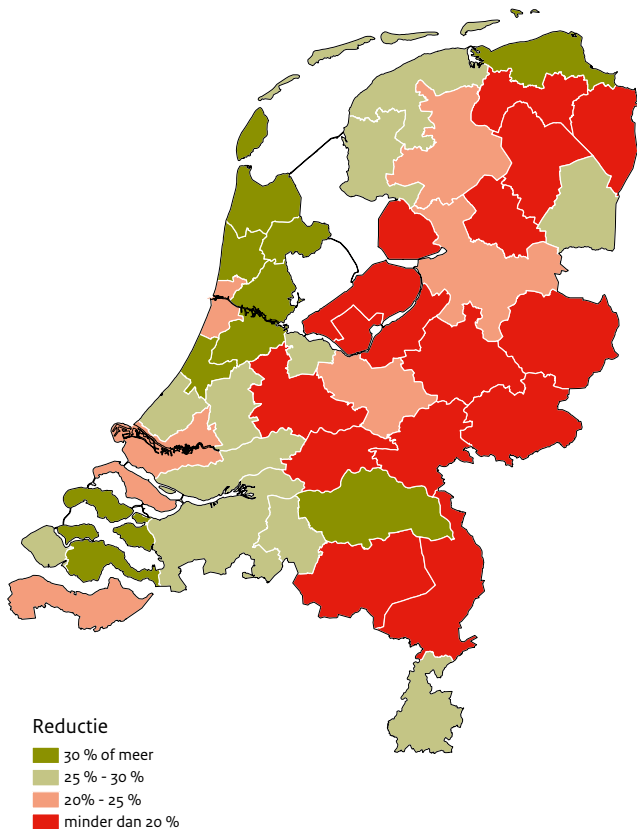 Reductie
30 % of meer
25 % - 30 %
20% - 25 %
minder dan 20 %